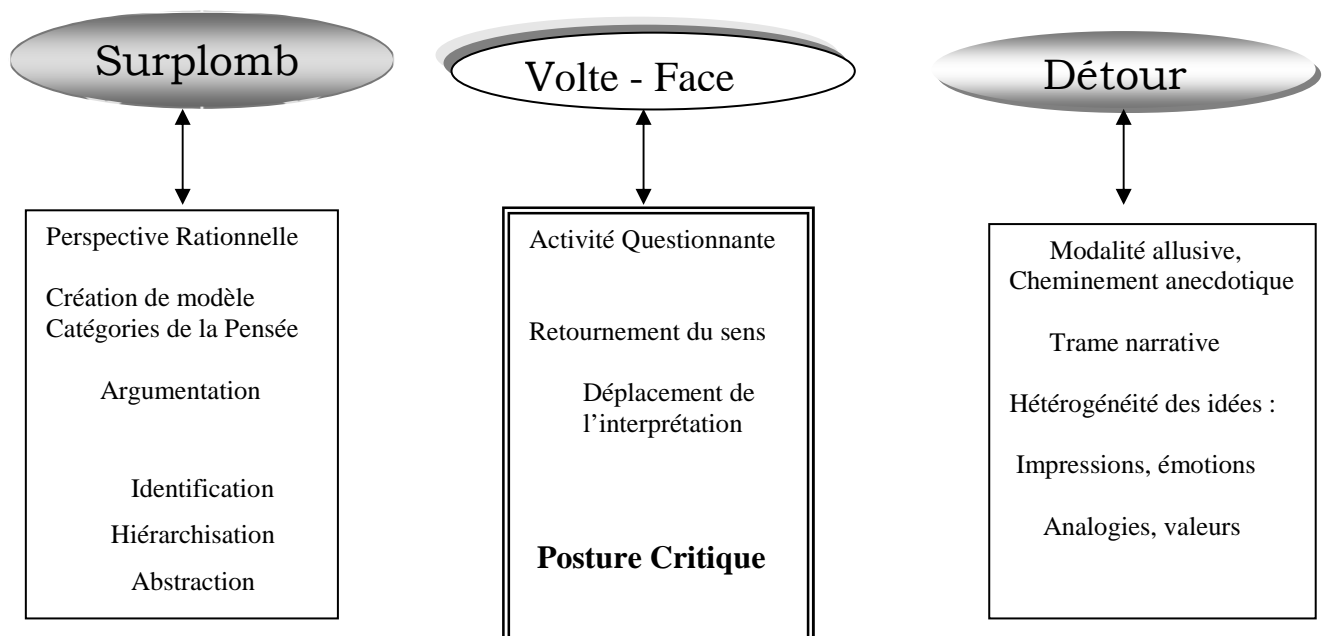 Surplomb
Perspective Rationnelle
Création de modèle
Catégories de la Pensée
Argumentation
Identification
Hiérarchisation
Abstraction
Volte - Face
Activité Questionnante
Retournement du sens
Déplacement de
l’interprétation
Posture Critique
Détour
Modalité allusive,
Cheminement anecdotique
Trame narrative
Hétérogénéité des idées :
Impressions, émotions
Analogies, valeurs